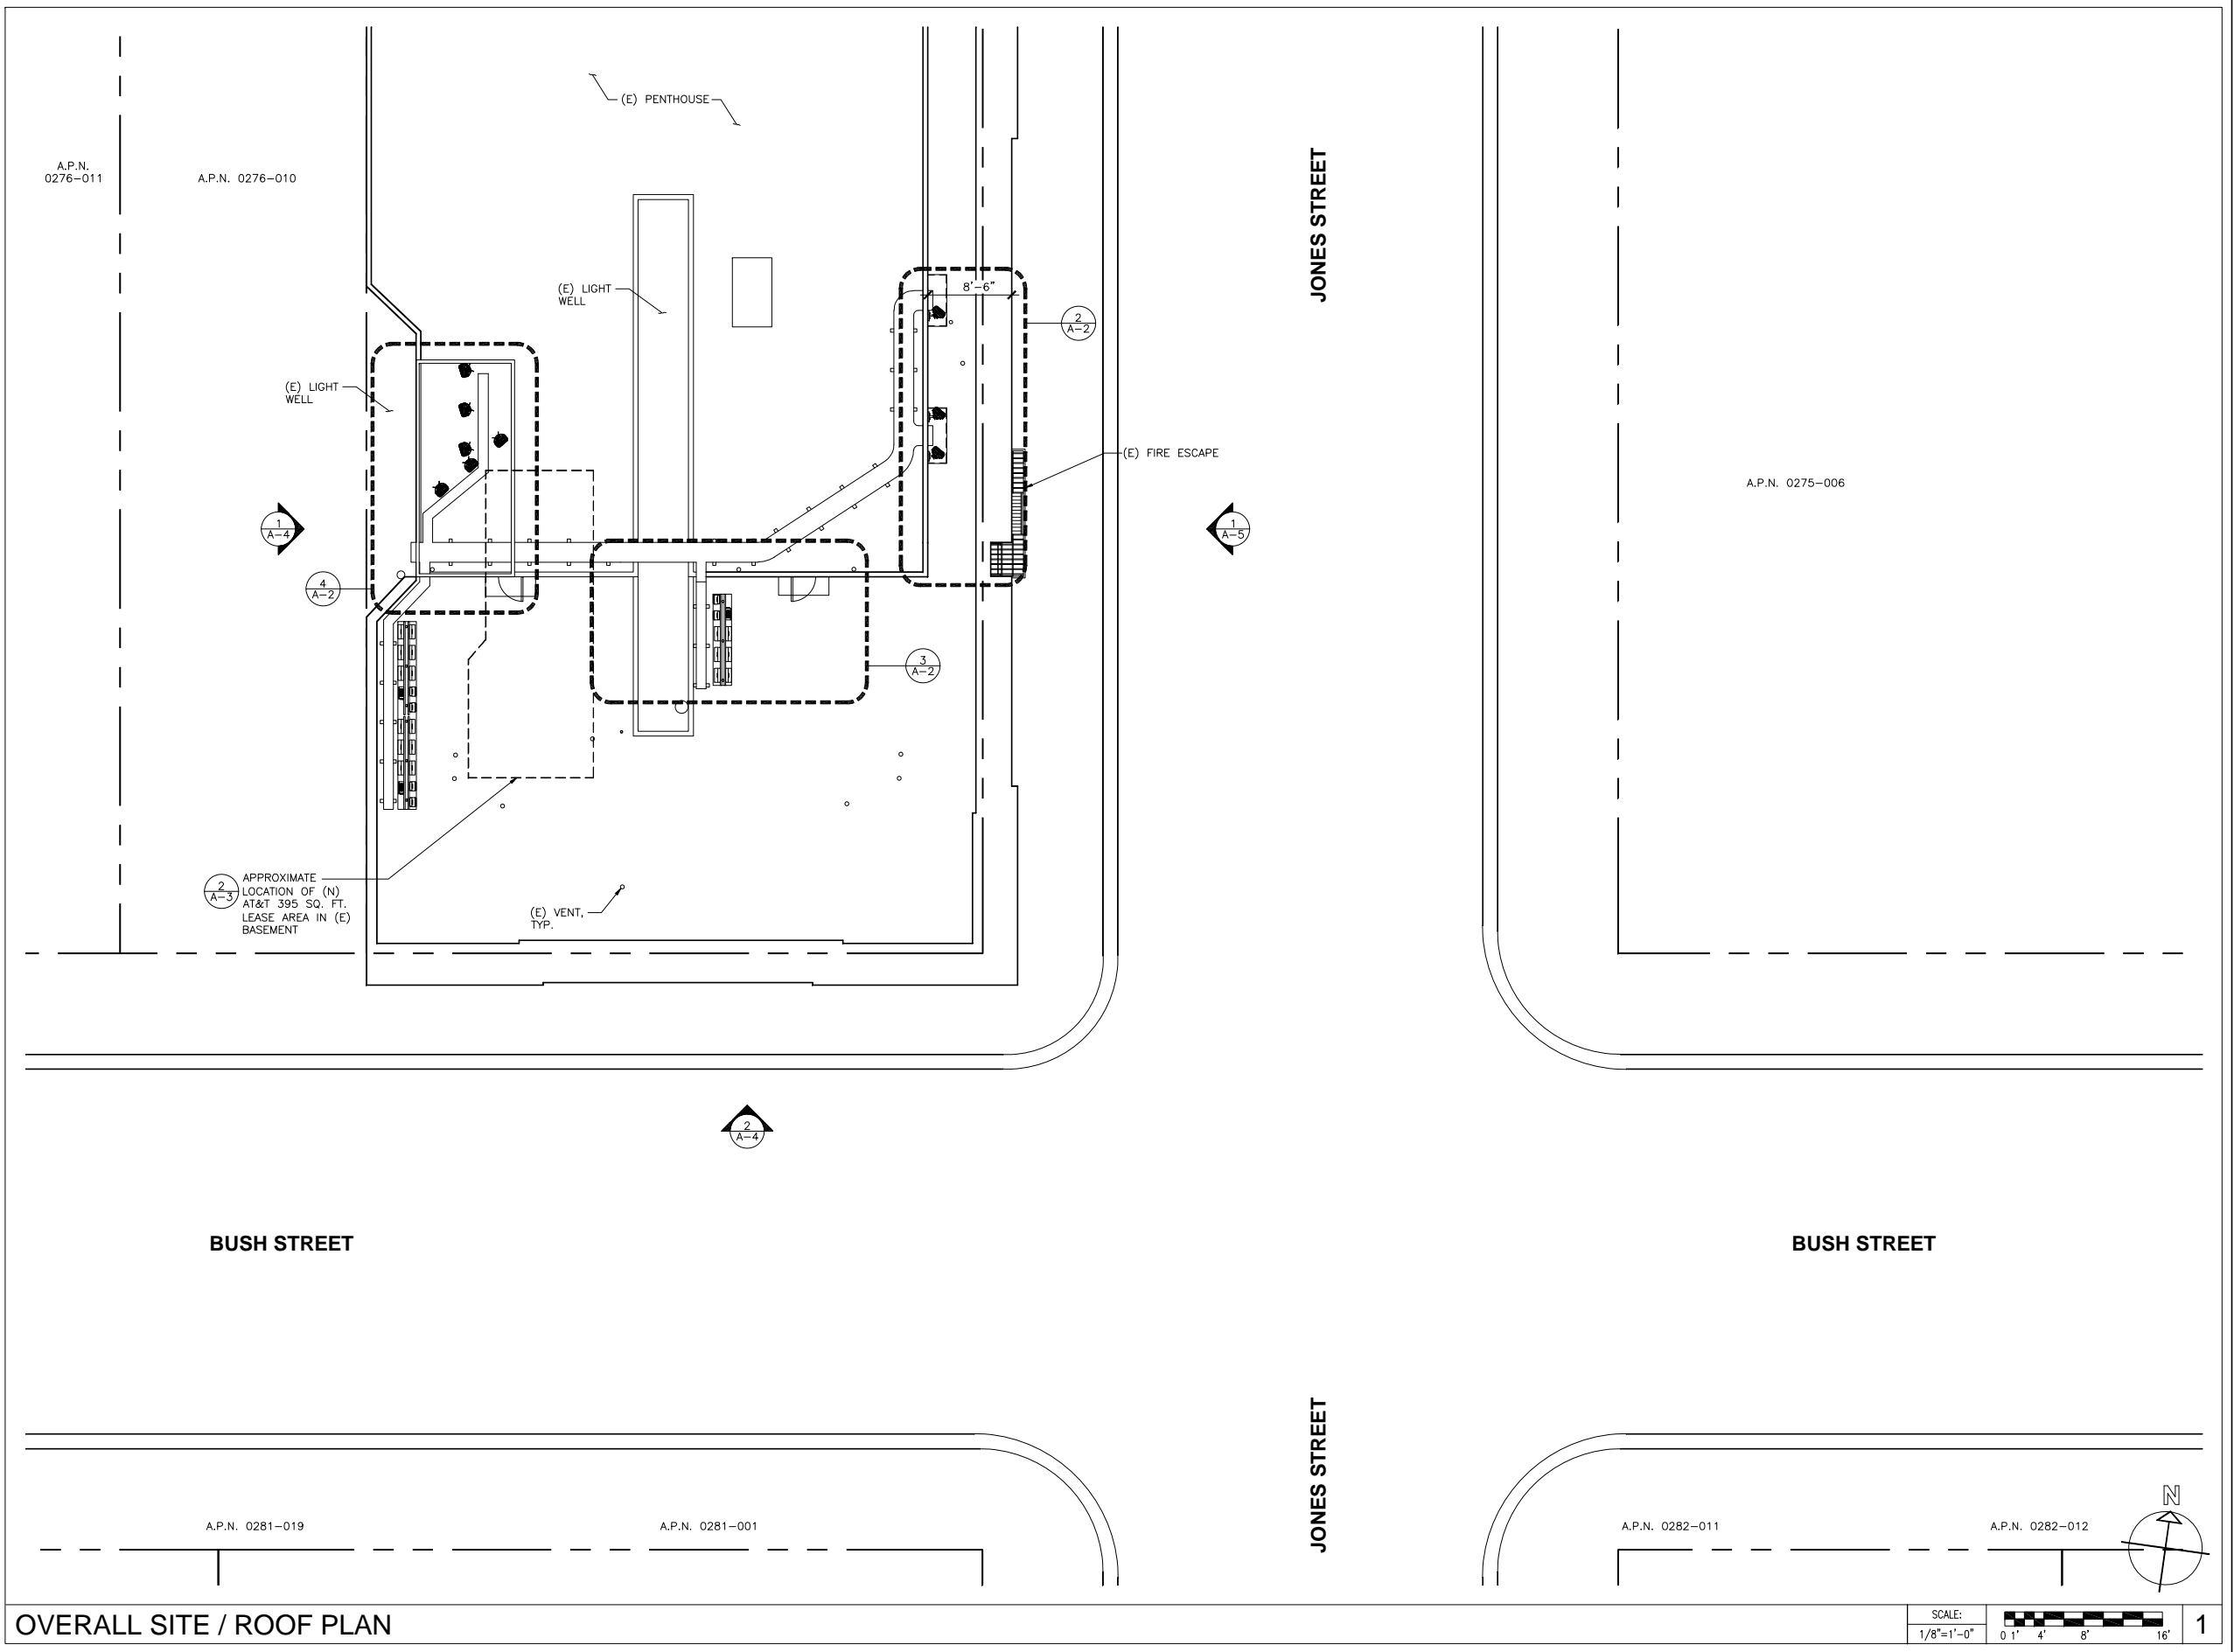 (E) PENTHOUSE
JONES STREET
A.P.N.
0276-011
A.P.N. 0276-010
(E) LIGHT
WELL
8'-6"
2
A-2
(E) LIGHT
WELL
(E) FIRE ESCAPE
A.P.N. 0275-006
1
A-4
1
A-5
4
A-2
3
A-2
2
A-3
APPROXIMATE
LOCATION OF (N)
AT&T 395 SQ. FT.
LEASE AREA IN (E)
BASEMENT
(E) VENT,
TYP.
2
A-4
BUSH STREET
BUSH STREET
JONES STREET
A.P.N. 0281-019
A.P.N. 0281-001
A.P.N. 0282-011
A.P.N. 0282-012
N
OVERALL SITE / ROOF PLAN
SCALE:
1/8"=1'-0"
0 1' 4' 8' 16'
1